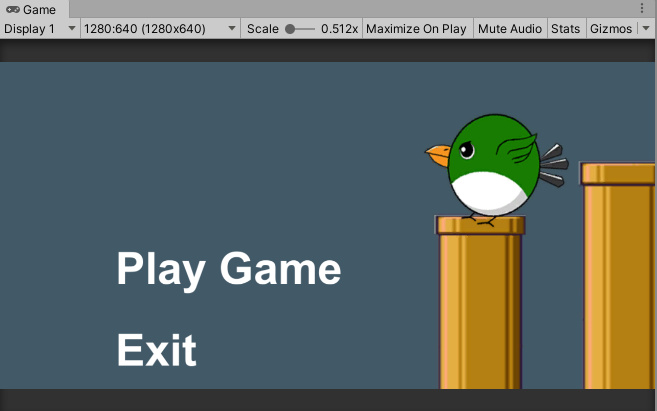 Game
Display 1 1280:640 (1280x640) Scale 0.512x Maximize On Play Mute Audio Stats Gizmos
Play Game
Exit